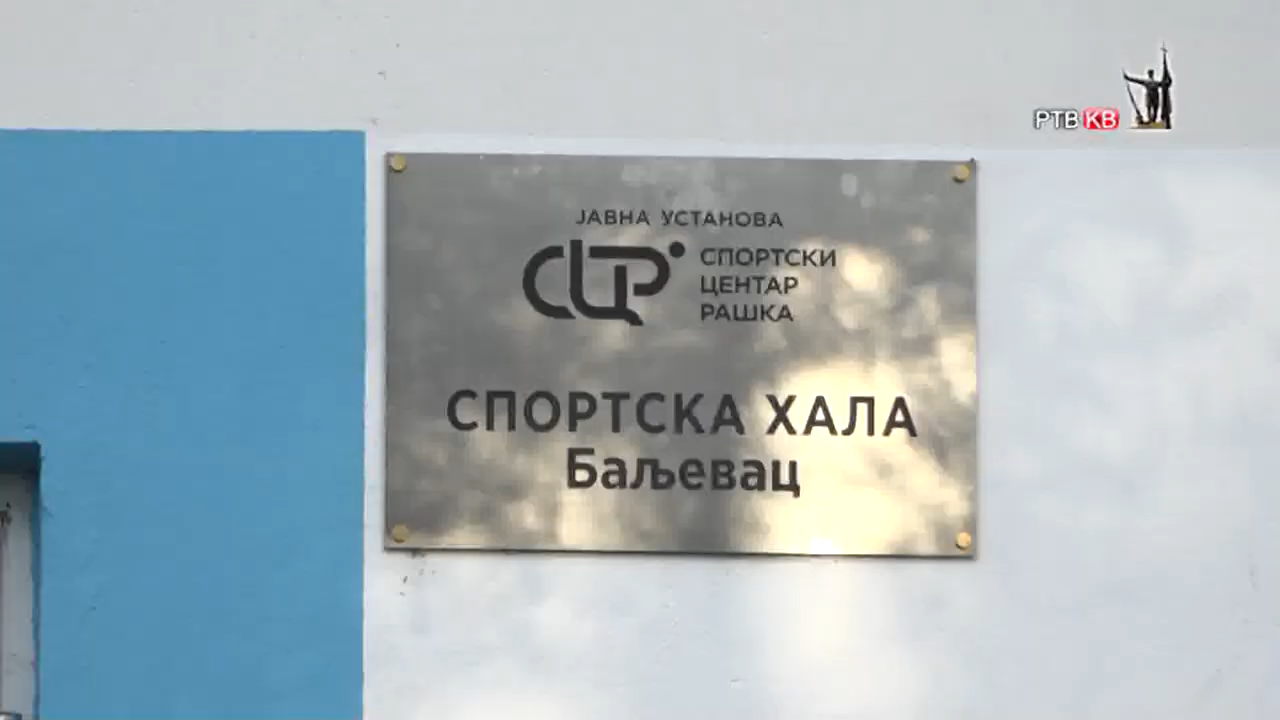 РТВ КВ
ЈАВНА УСТАНОВА
СЦР
СПОРТСКИ
ЦЕНТАР
РАШКА
СПОРТСКА ХАЛА
Баљевац